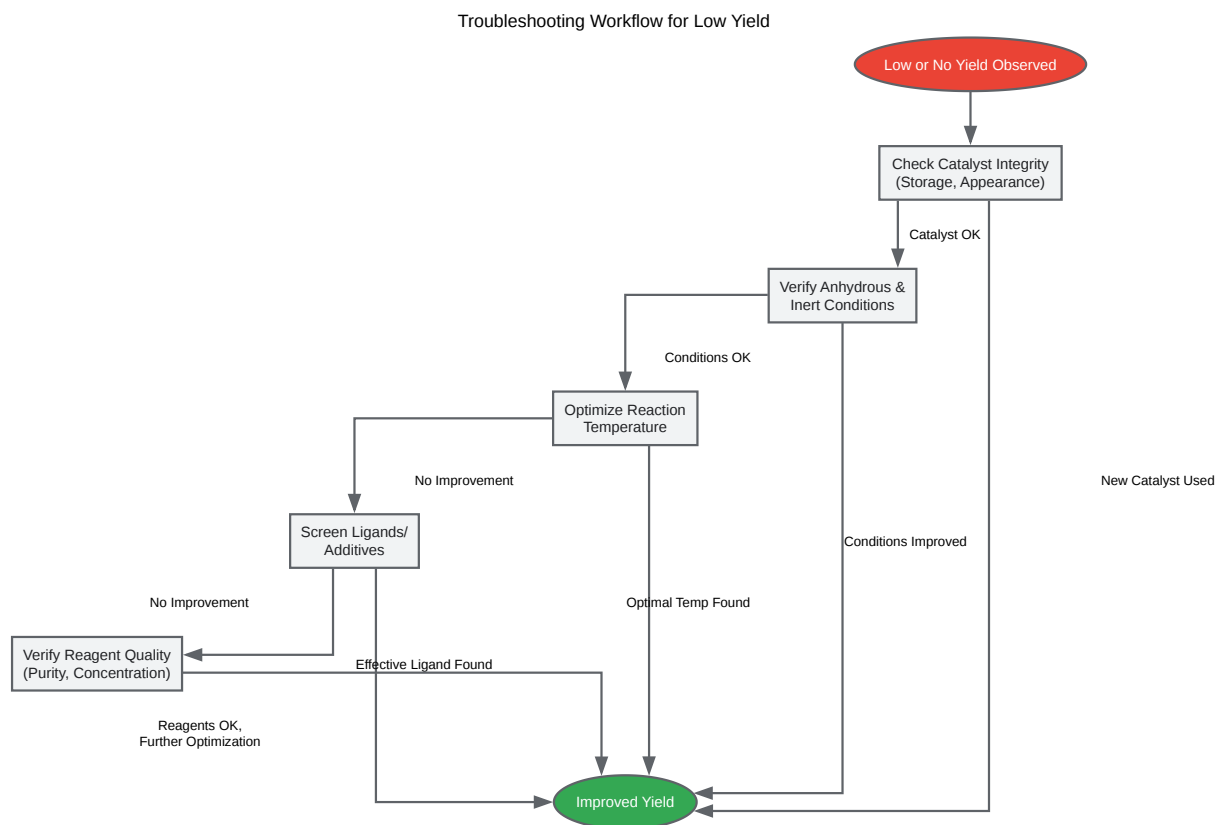 Troubleshooting Workflow for Low Yield
Low or No Yield Observed
Check Catalyst Integrity
(Storage, Appearance)
Catalyst OK
Verify Anhydrous &
Inert Conditions
Conditions OK
Optimize Reaction
Temperature
No Improvement
New Catalyst Used
Screen Ligands/
Additives
Conditions Improved
No Improvement
Optimal Temp Found
Verify Reagent Quality
(Purity, Concentration)
Effective Ligand Found
Reagents OK,
Further Optimization
Improved Yield